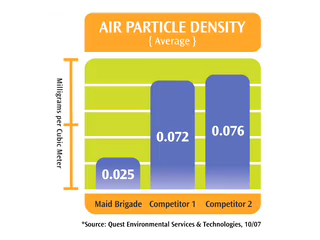 AIR PARTICLE DENSITY
{ Average }
Milligrams per Cubic Meter
0.025
0.072
0.076
Maid Brigade
Competitor 1
Competitor 2
*Source: Quest Environmental Services & Technologies, 10/07